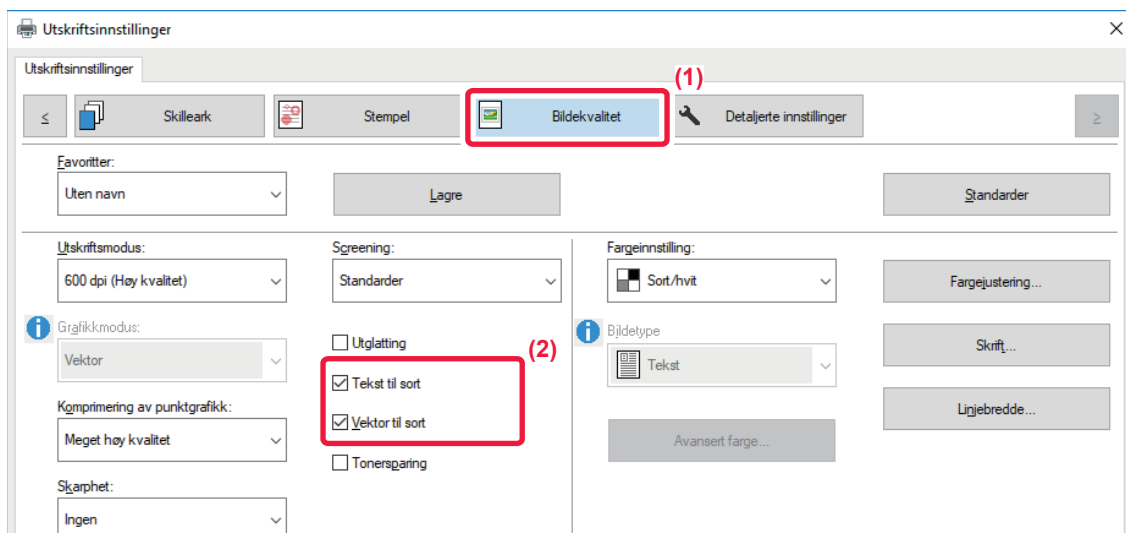 Utskriftsinnstillinger
Utskriftsinnstillinger
(1)
<
Skilleark
Stempel
Bildekvalitet
Detaljerte innstillinger
>
Favoritter:
Uten navn
Lagre
Standarder
Utskriftsmodus:
Screening:
Fargeinnstilling:
600 dpi (Høy kvalitet)
Standarder
Sort/hvit
Fargejustering...
Grafikkmodus:
Vektor
Utglatting
(2)
Bildetype
Tekst
Skrift...
Tekst til sort
Komprimering av punktgrafikk:
Vektor til sort
Linjebredde...
Meget høy kvalitet
Avansert farge...
Tonersparing
Skarphet:
Ingen